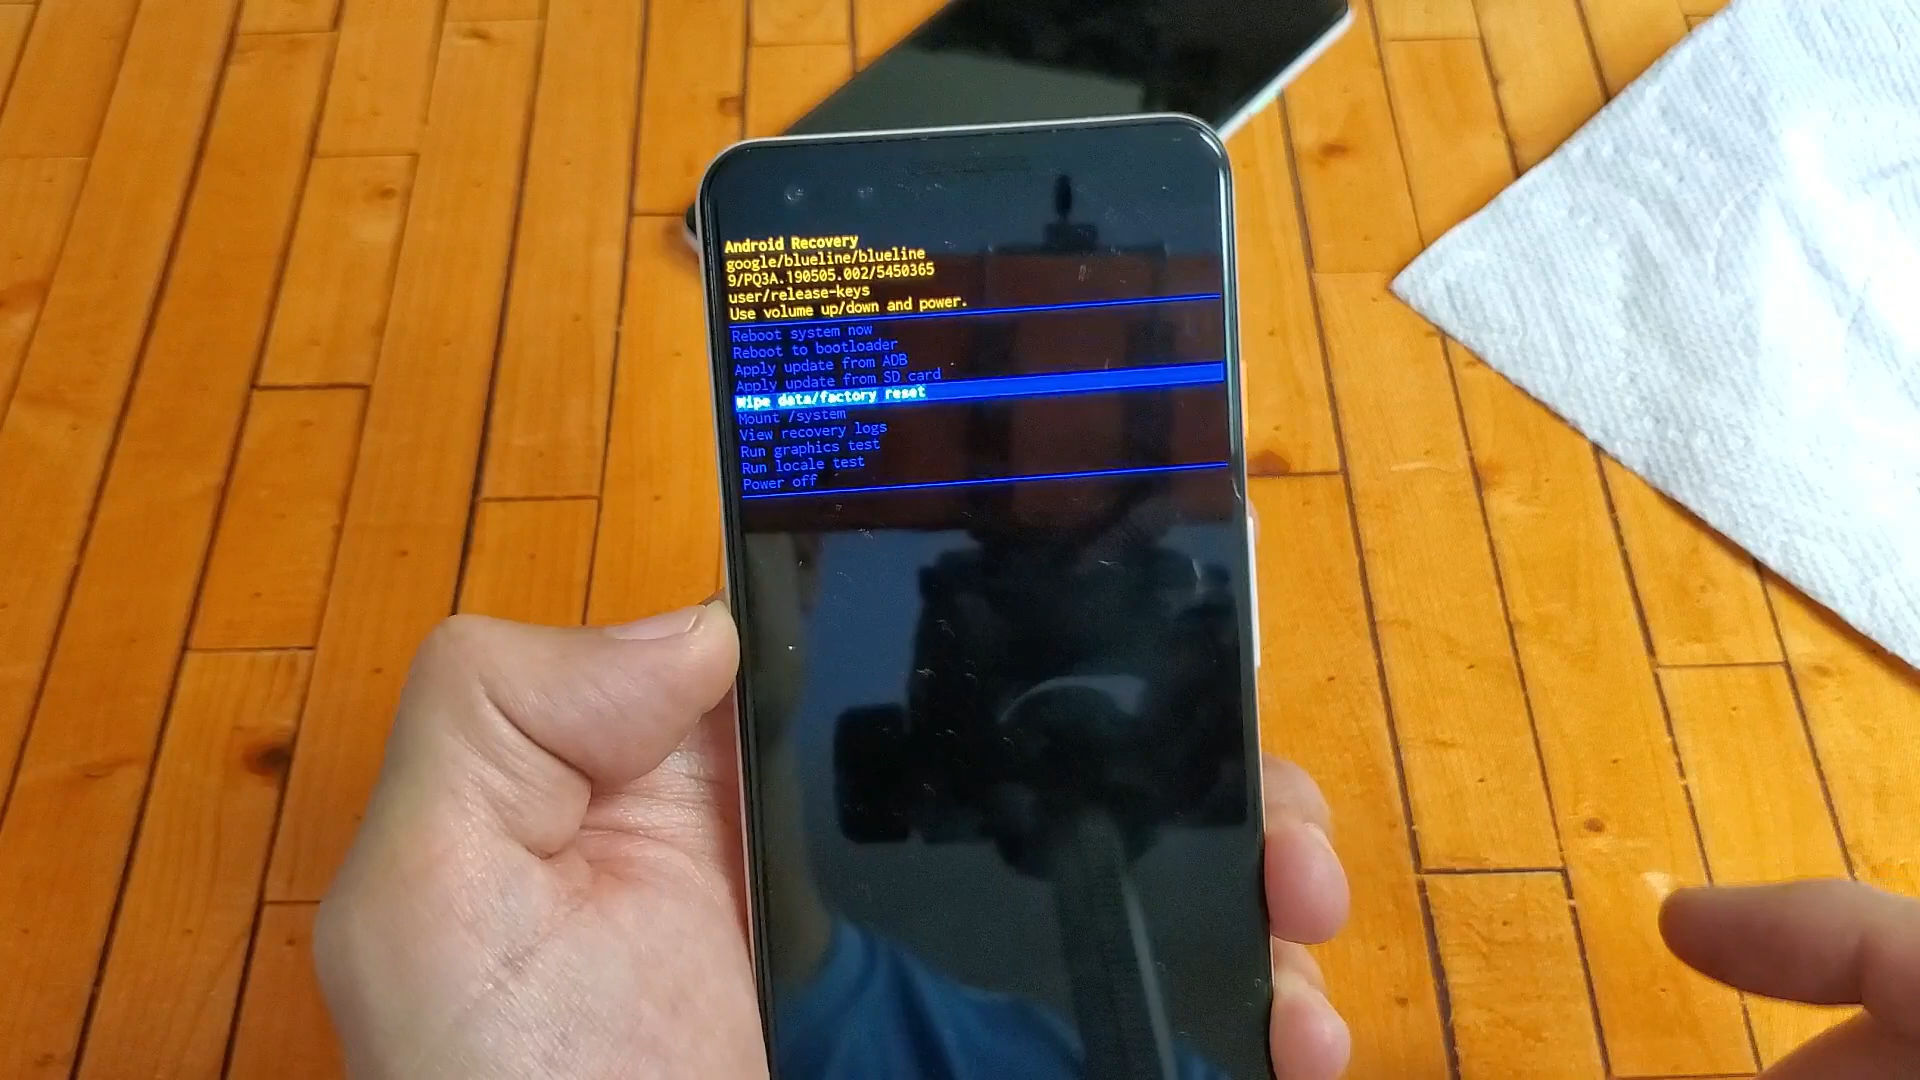 Android Recovery
google/blueline/blueline
9/PQ3A.190505.002/5450365
user/release-keys
Use volume up/down and power.
Reboot system now
Reboot to bootloader
Apply update from ADB
Apply update from SD card
Wipe data/factory reset
Mount /system
View recovery logs
Run graphics test
Run locale test
Power off